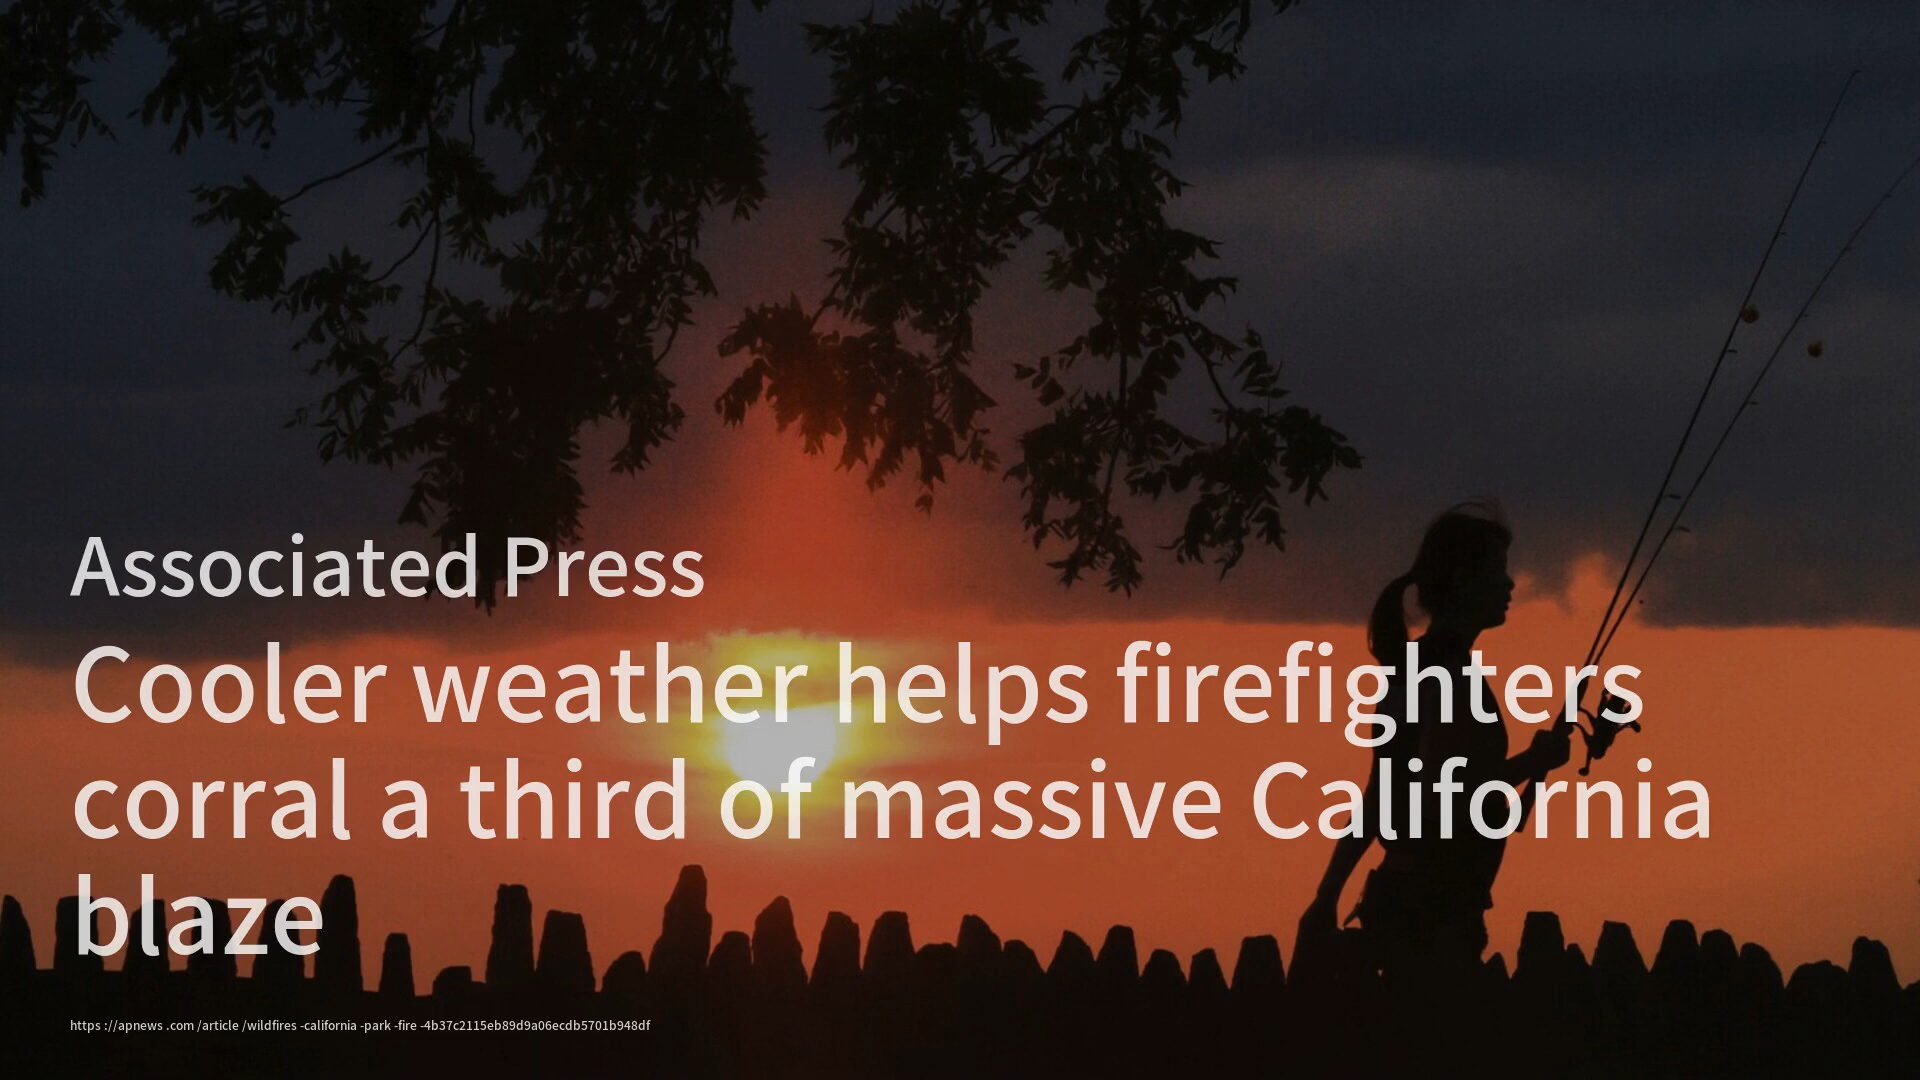 Associated Press
Cooler weather helps firefighters
corral a third of massive California
blaze
https ://apnews .com /article /wildfires -california -park -fire -4b37c2115eb89d9a06ecdb5701b948df